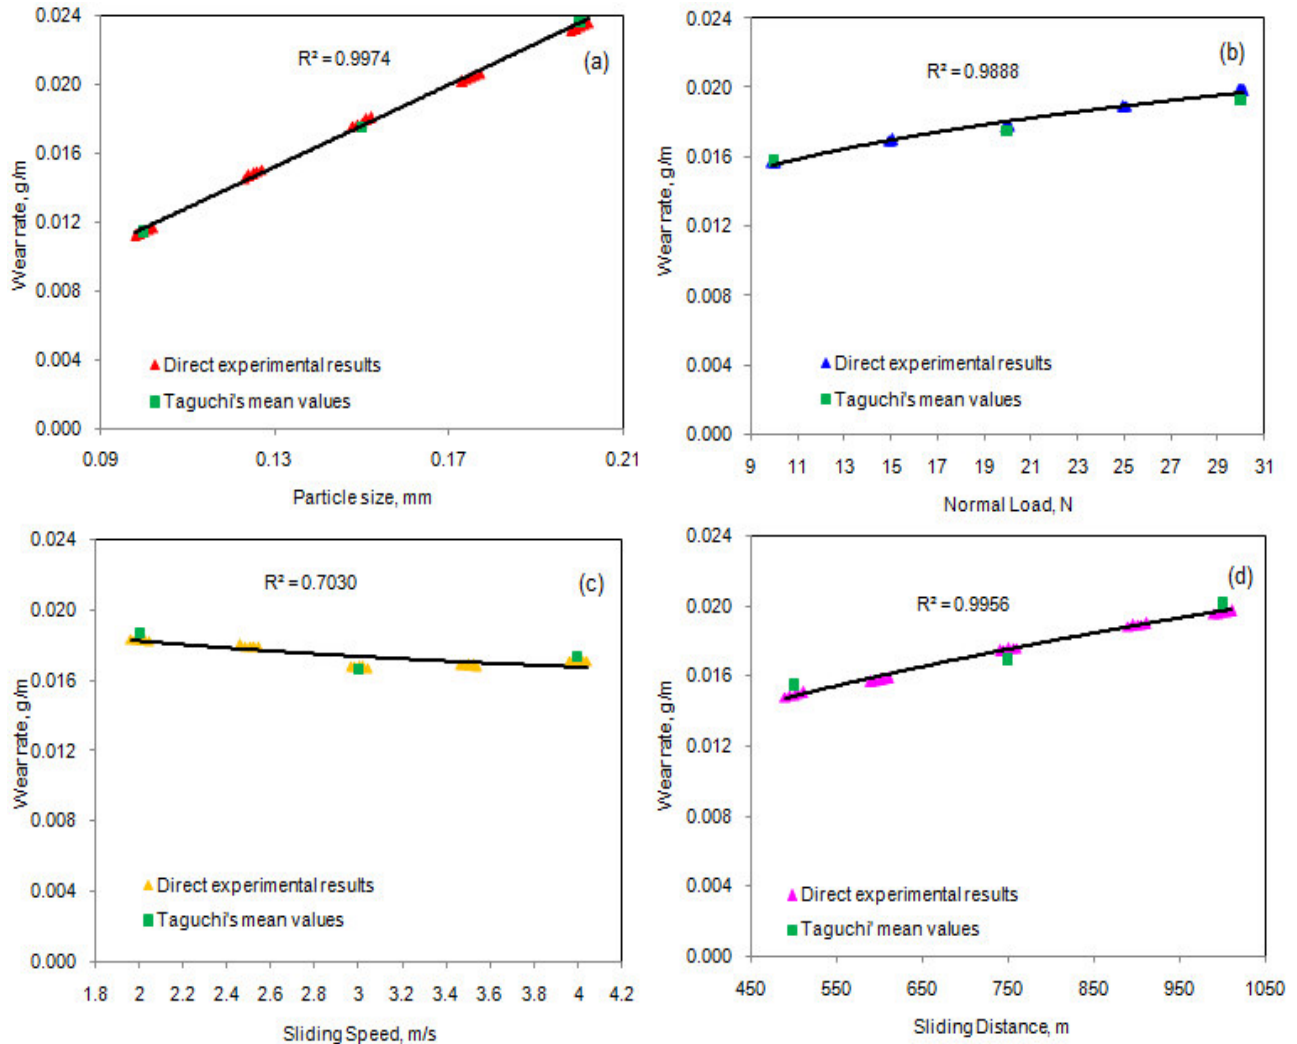 0.024
0.020
0.016
0.012
0.008
0.004
0.000
Wear rate, g/m
R² = 0.9974
(a)
Direct experimental results
Taguchi's mean values
0.09 0.13 0.17 0.21
Particle size, mm
0.024
0.020
0.016
0.012
0.008
0.004
0.000
Wear rate, g/m
R² = 0.9888
(b)
Direct experimental results
Taguchi's mean values
9 11 13 15 17 19 21 23 25 27 29 31
Normal Load, N
0.024
0.020
0.016
0.012
0.008
0.004
0.000
Wear rate, g/m
R² = 0.7030
(c)
Direct experimental results
Taguchi's mean values
1.8 2 2.2 2.4 2.6 2.8 3 3.2 3.4 3.6 3.8 4 4.2
Sliding Speed, m/s
0.024
0.020
0.016
0.012
0.008
0.004
0.000
Wear rate, g/m
R² = 0.9956
(d)
Direct experimental results
Taguchi' mean values
450 550 650 750 850 950 1050
Sliding Distance, m